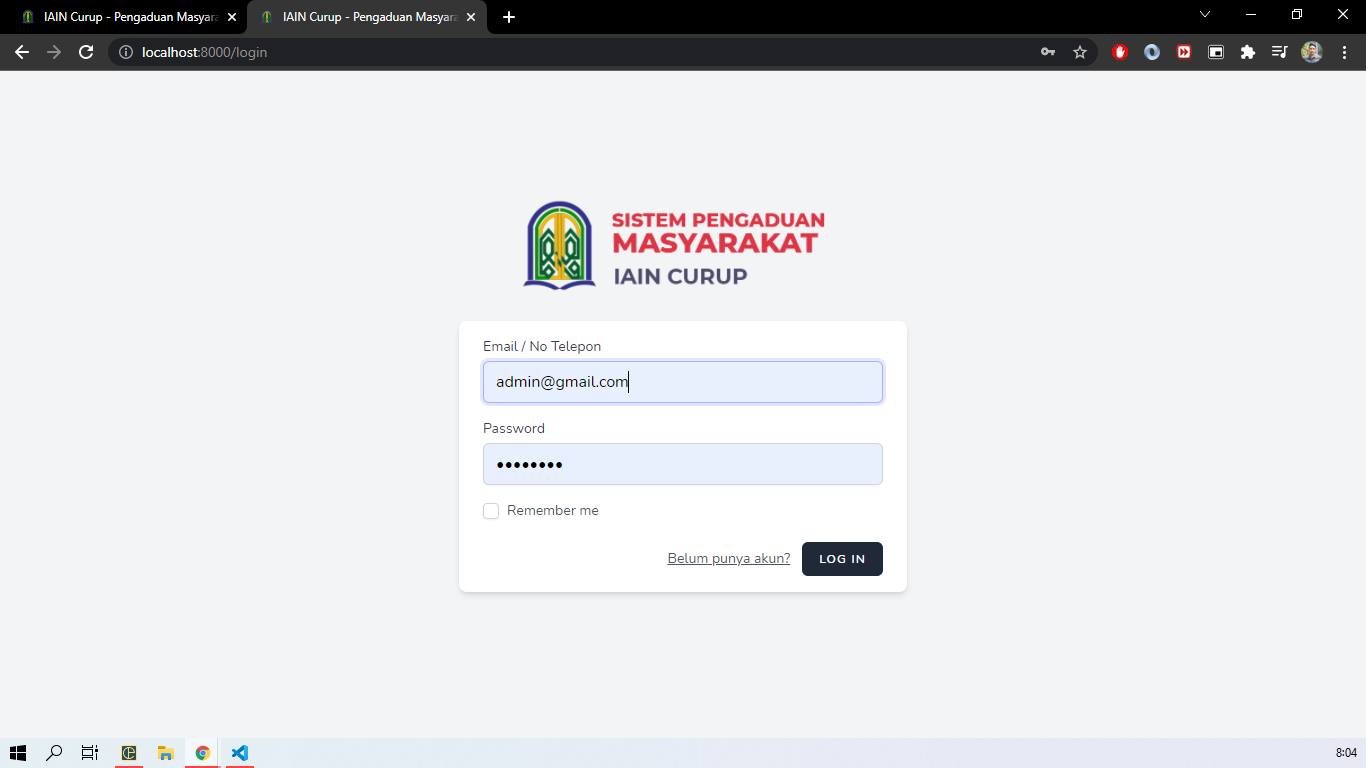 IAIN Curup - Pengaduan Masyara
IAIN Curup - Pengaduan Masyara
localhost:8000/login
SISTEM PENGADUAN
MASYARAKAT
IAIN CURUP
Email / No Telepon
admin@gmail.com
Password
••••••••
Remember me
Belum punya akun?
LOG IN
8:04